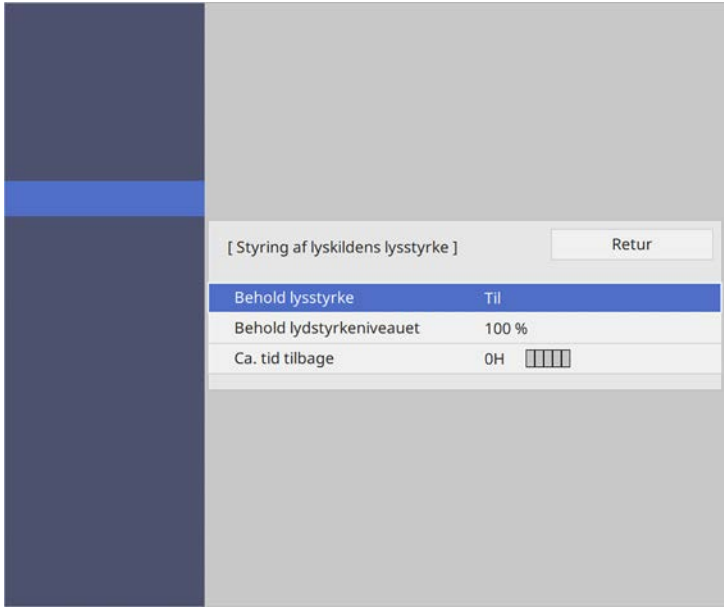 [ Styring af lyskildens lysstyrke ] Retur
Behold lysstyrke Til
Behold lydstyrkeniveauet 100 %
Ca. tid tilbage 0H